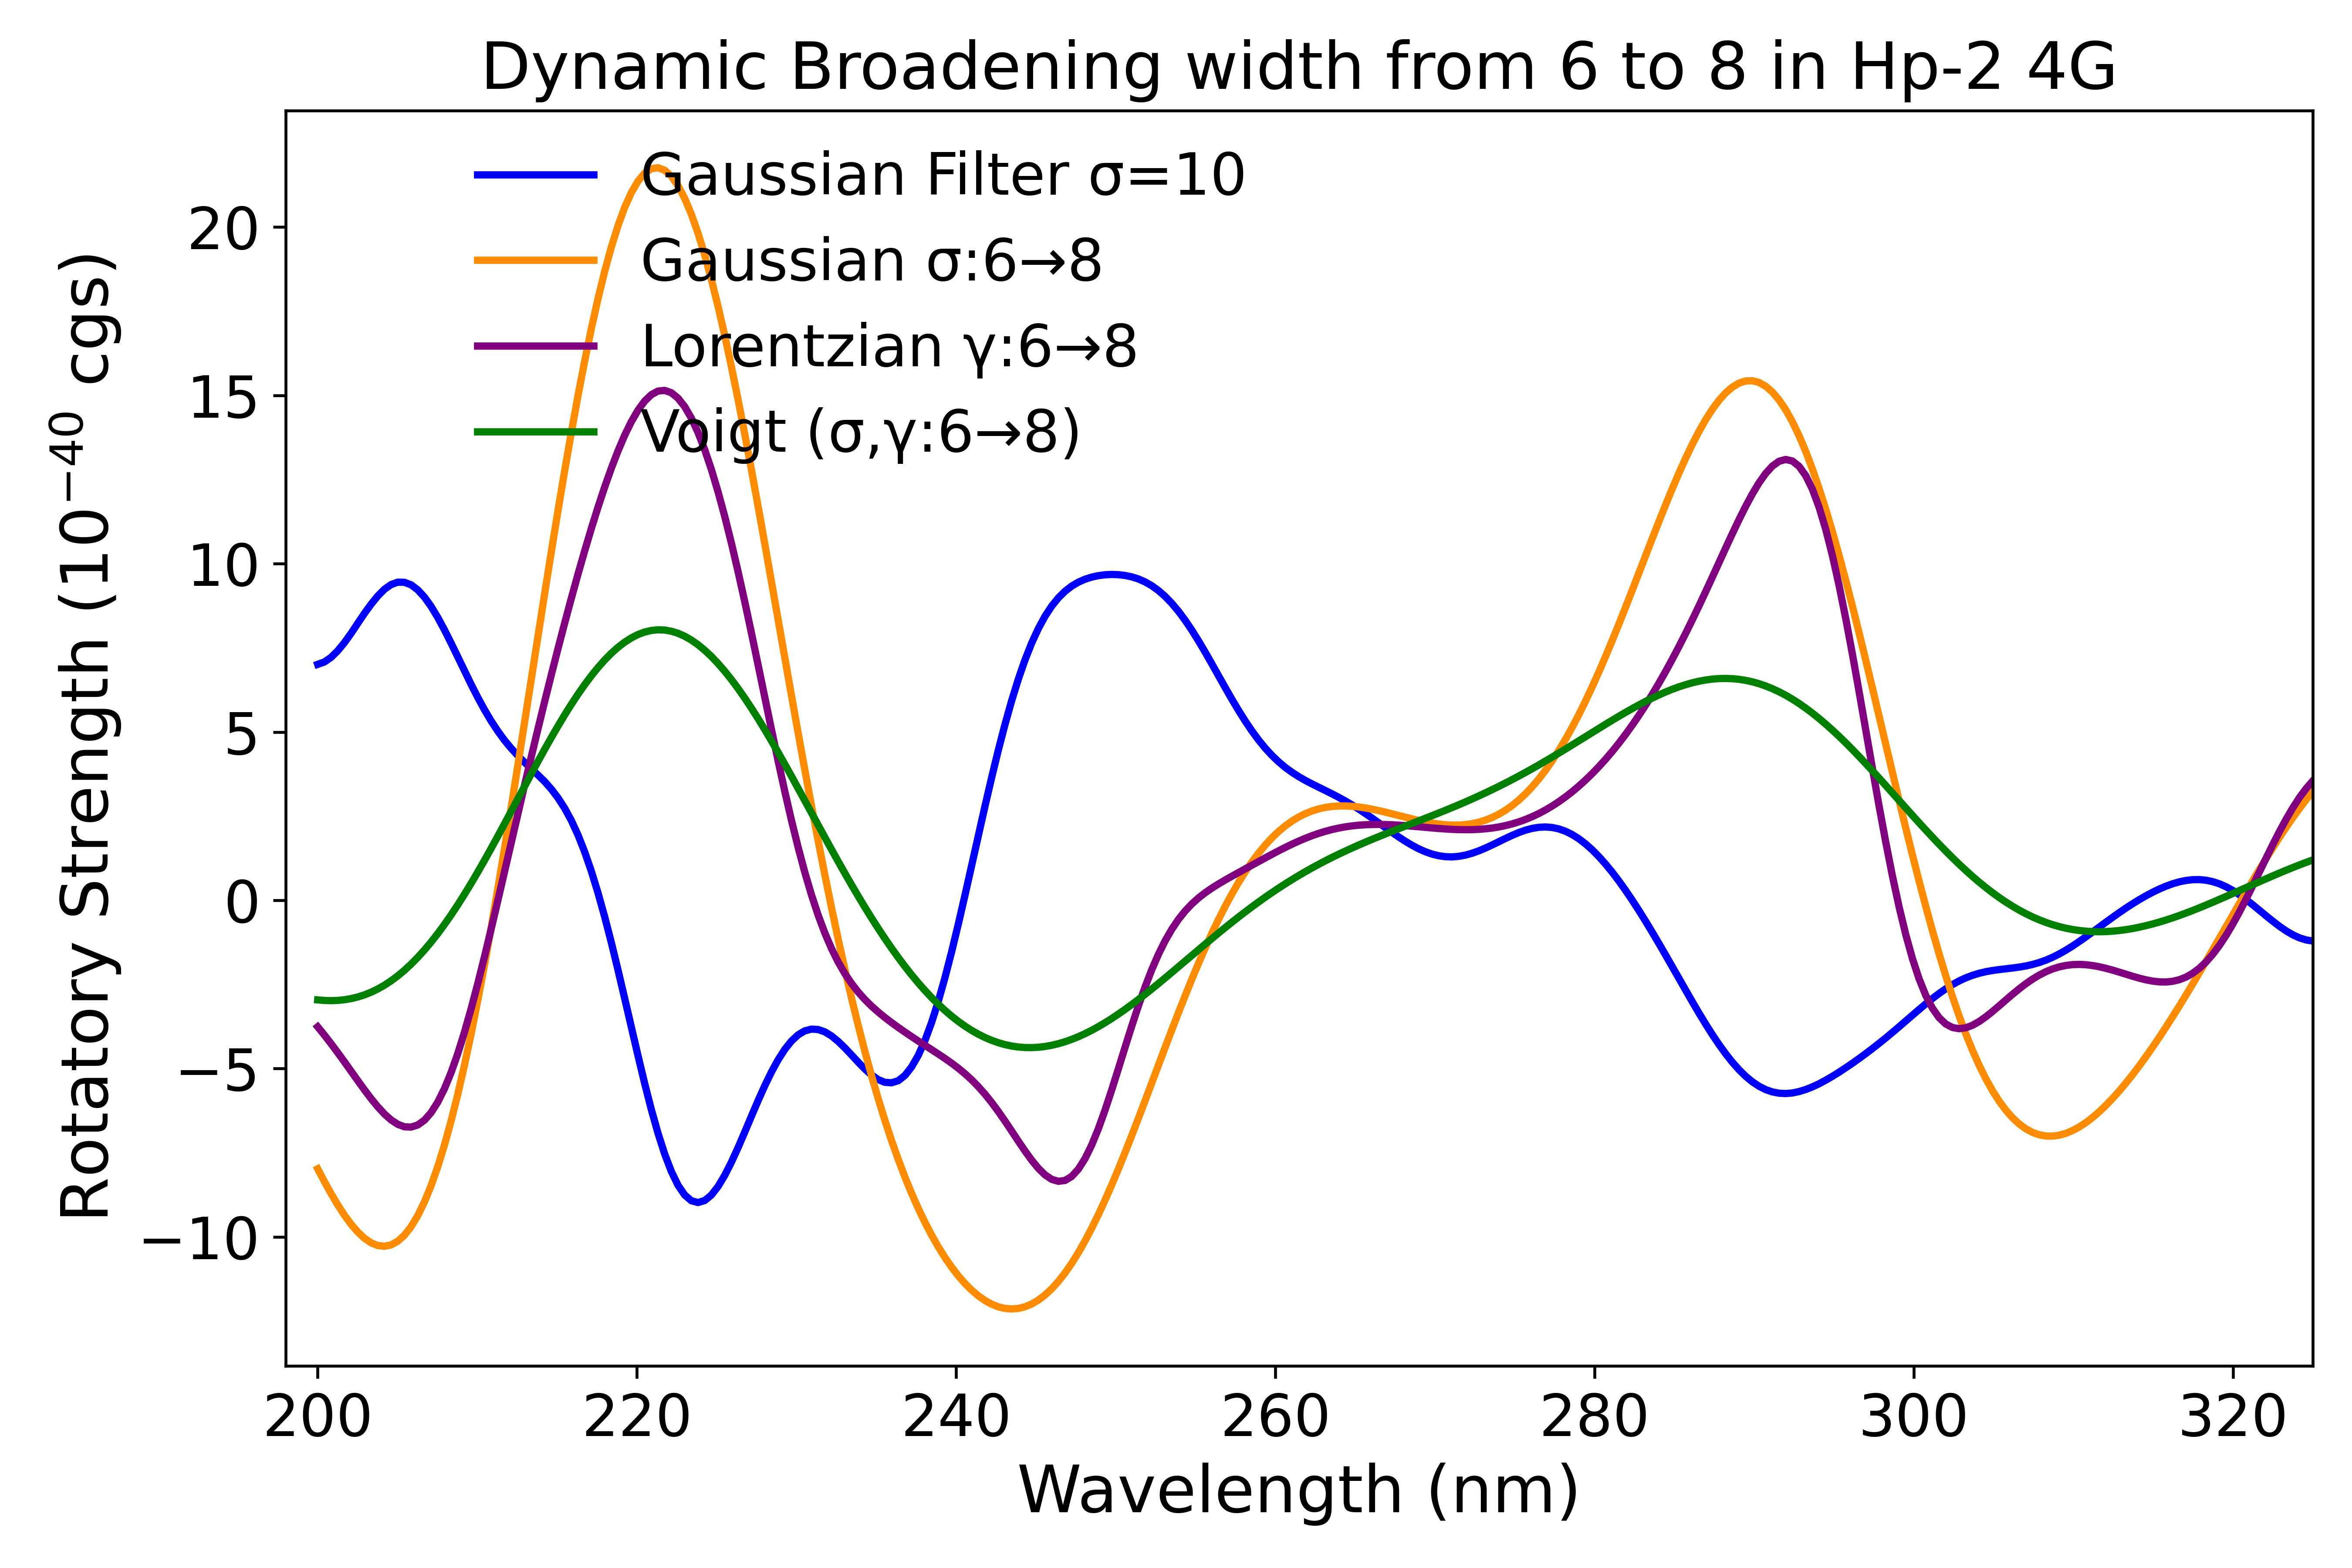 Dynamic Broadening width from 6 to 8 in Hp-2 4G
Gaussian Filter σ=10
Gaussian σ:6→8
Lorentzian γ:6→8
Voigt (σ,γ:6→8)
Rotatory Strength (10⁻⁴⁰ cgs)
20
15
10
5
0
−5
−10
200 220 240 260 280 300 320
Wavelength (nm)